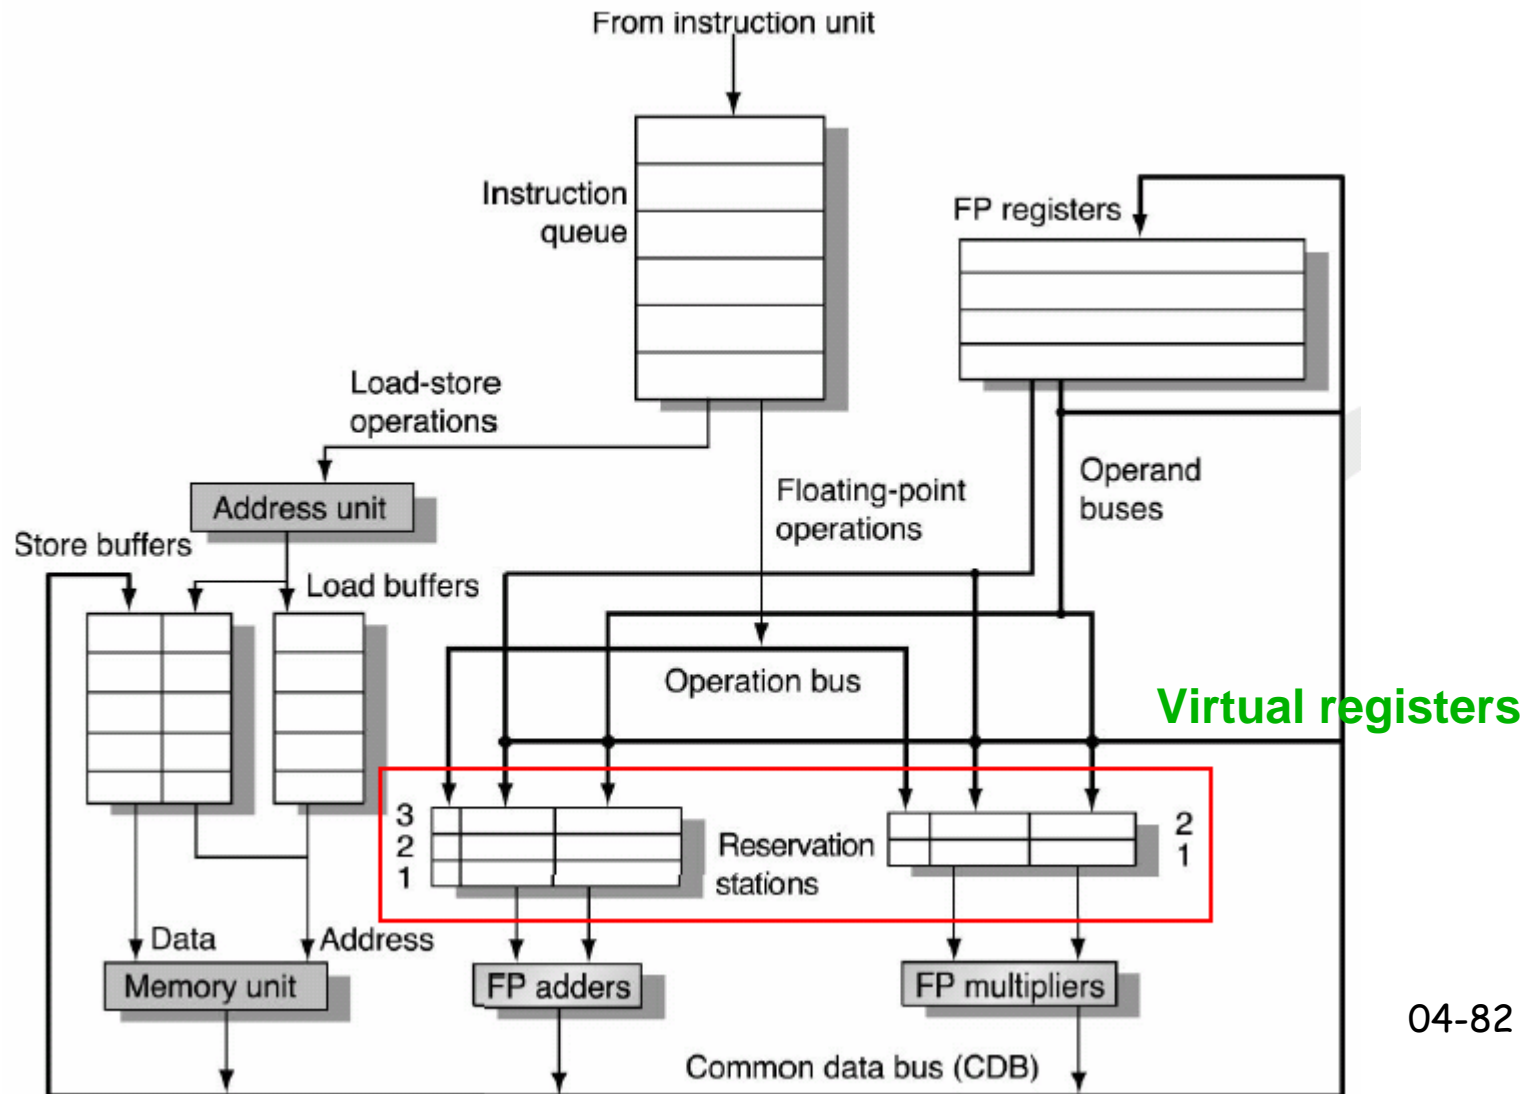 From instruction unit
Instruction
queue
FP registers
Load-store
operations
Operand
buses
Floating-point
operations
Address unit
Store buffers
Load buffers
Operation bus
Virtual registers
3
2
1
Reservation
stations
2
1
Data
Address
Memory unit
FP adders
FP multipliers
04-82
Common data bus (CDB)